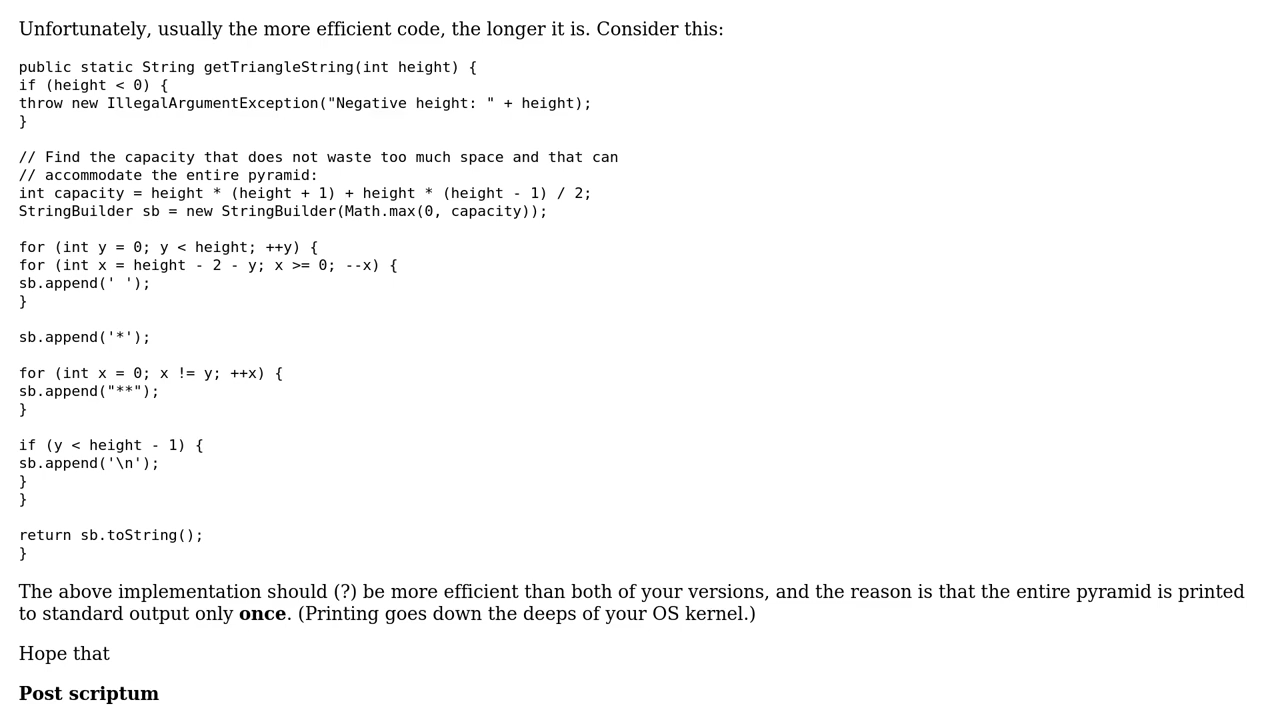 Unfortunately, usually the more efficient code, the longer it is. Consider this:
public static String getTriangleString(int height) {
if (height < 0) {
throw new IllegalArgumentException("Negative height: " + height);
}
// Find the capacity that does not waste too much space and that can
// accommodate the entire pyramid:
int capacity = height * (height + 1) + height * (height - 1) / 2;
StringBuilder sb = new StringBuilder(Math.max(0, capacity));
for (int y = 0; y < height; ++y) {
for (int x = height - 2 - y; x >= 0; --x) {
sb.append(' ');
}
sb.append('*');
for (int x = 0; x != y; ++x) {
sb.append("**");
}
if (y < height - 1) {
sb.append('\n');
}
}
return sb.toString();
}
The above implementation should (?) be more efficient than both of your versions, and the reason is that the entire pyramid is printed
to standard output only once. (Printing goes down the deeps of your OS kernel.)
Hope that
Post scriptum